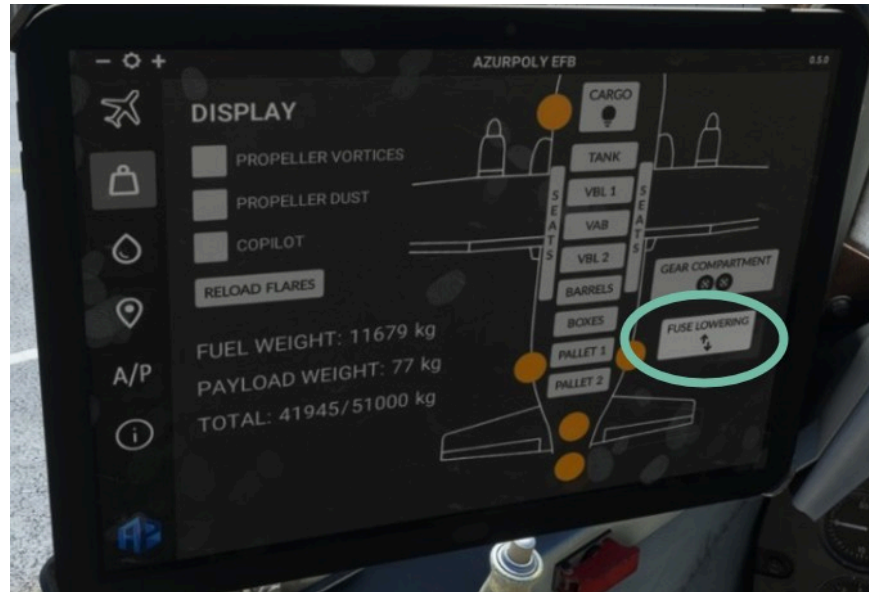 AZURPOLY EFB
0.5.0
DISPLAY
PROPELLER VORTICES
PROPELLER DUST
COPILOT
RELOAD FLARES
FUEL WEIGHT: 11679 kg
PAYLOAD WEIGHT: 77 kg
TOTAL: 41945/51000 kg
A/P
CARGO
TANK
VBL 1
VAB
VBL 2
BARRELS
BOXES
PALLET 1
PALLET 2
SEATS
SEATS
GEAR COMPARTMENT
FUSE LOWERING